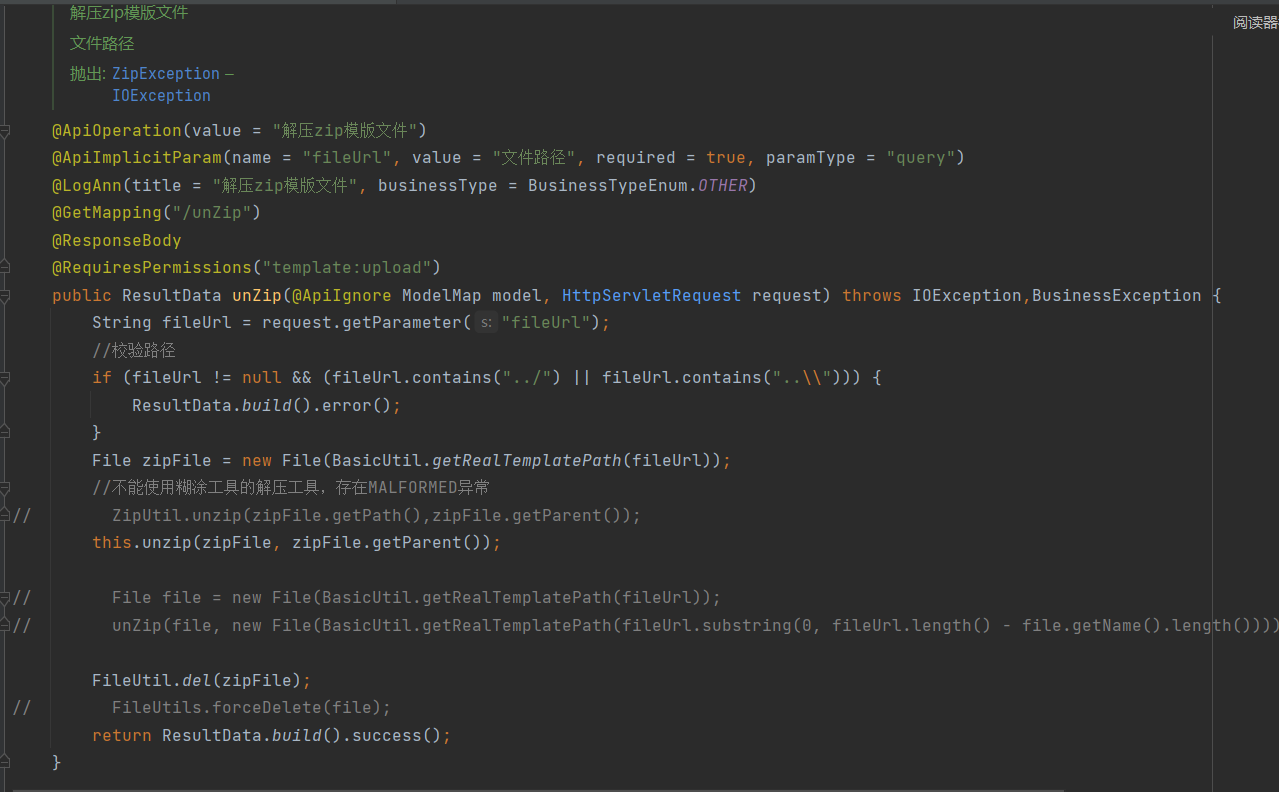 解压zip模版文件
阅读器
文件路径
抛出: ZipException –
IOException
@ApiOperation(value = "解压zip模版文件")
@ApiImplicitParam(name = "fileUrl", value = "文件路径", required = true, paramType = "query")
@LogAnn(title = "解压zip模版文件", businessType = BusinessTypeEnum.OTHER)
@GetMapping("/unZip")
@ResponseBody
@RequiresPermissions("template:upload")
public ResultData unZip(@ApiIgnore ModelMap model, HttpServletRequest request) throws IOException,BusinessException {
String fileUrl = request.getParameter( s: "fileUrl");
//校验路径
if (fileUrl != null && (fileUrl.contains("../") || fileUrl.contains("..\\"))) {
ResultData.build().error();
}
File zipFile = new File(BasicUtil.getRealTemplatePath(fileUrl));
//不能使用糊涂工具的解压工具，存在MALFORMED异常
// ZipUtil.unzip(zipFile.getPath(),zipFile.getParent());
this.unzip(zipFile, zipFile.getParent());
// File file = new File(BasicUtil.getRealTemplatePath(fileUrl));
// unZip(file, new File(BasicUtil.getRealTemplatePath(fileUrl.substring(0, fileUrl.length() - file.getName().length())))
FileUtil.del(zipFile);
// FileUtils.forceDelete(file);
return ResultData.build().success();
}